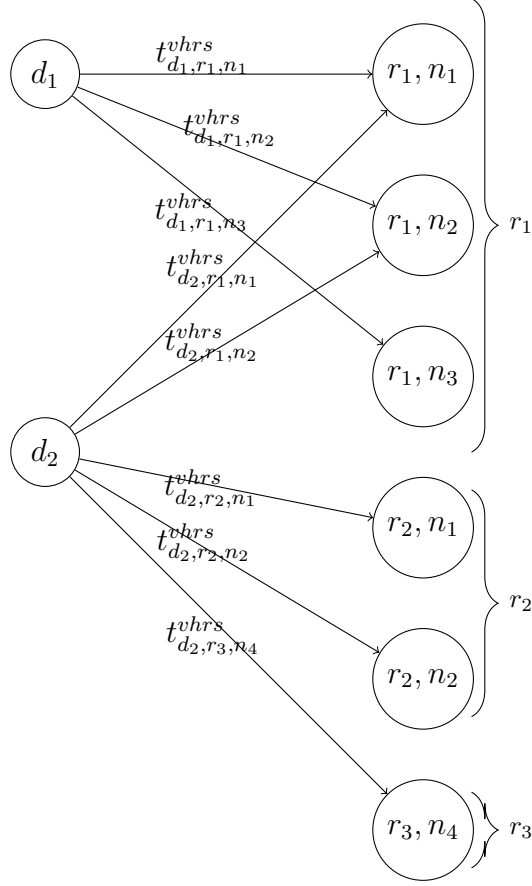 $d_1$
$t^{vhrs}_{d_1,r_1,n_1}$
$r_1, n_1$
$t^{vhrs}_{d_1,r_1,n_2}$
$t^{vhrs}_{d_1,r_1,n_3}$
$r_1, n_2$
$r_1$
$t^{vhrs}_{d_2,r_1,n_1}$
$t^{vhrs}_{d_2,r_1,n_2}$
$r_1, n_3$
$d_2$
$t^{vhrs}_{d_2,r_2,n_1}$
$r_2, n_1$
$t^{vhrs}_{d_2,r_2,n_2}$
$r_2$
$t^{vhrs}_{d_2,r_3,n_4}$
$r_2, n_2$
$r_3, n_4$
$r_3$